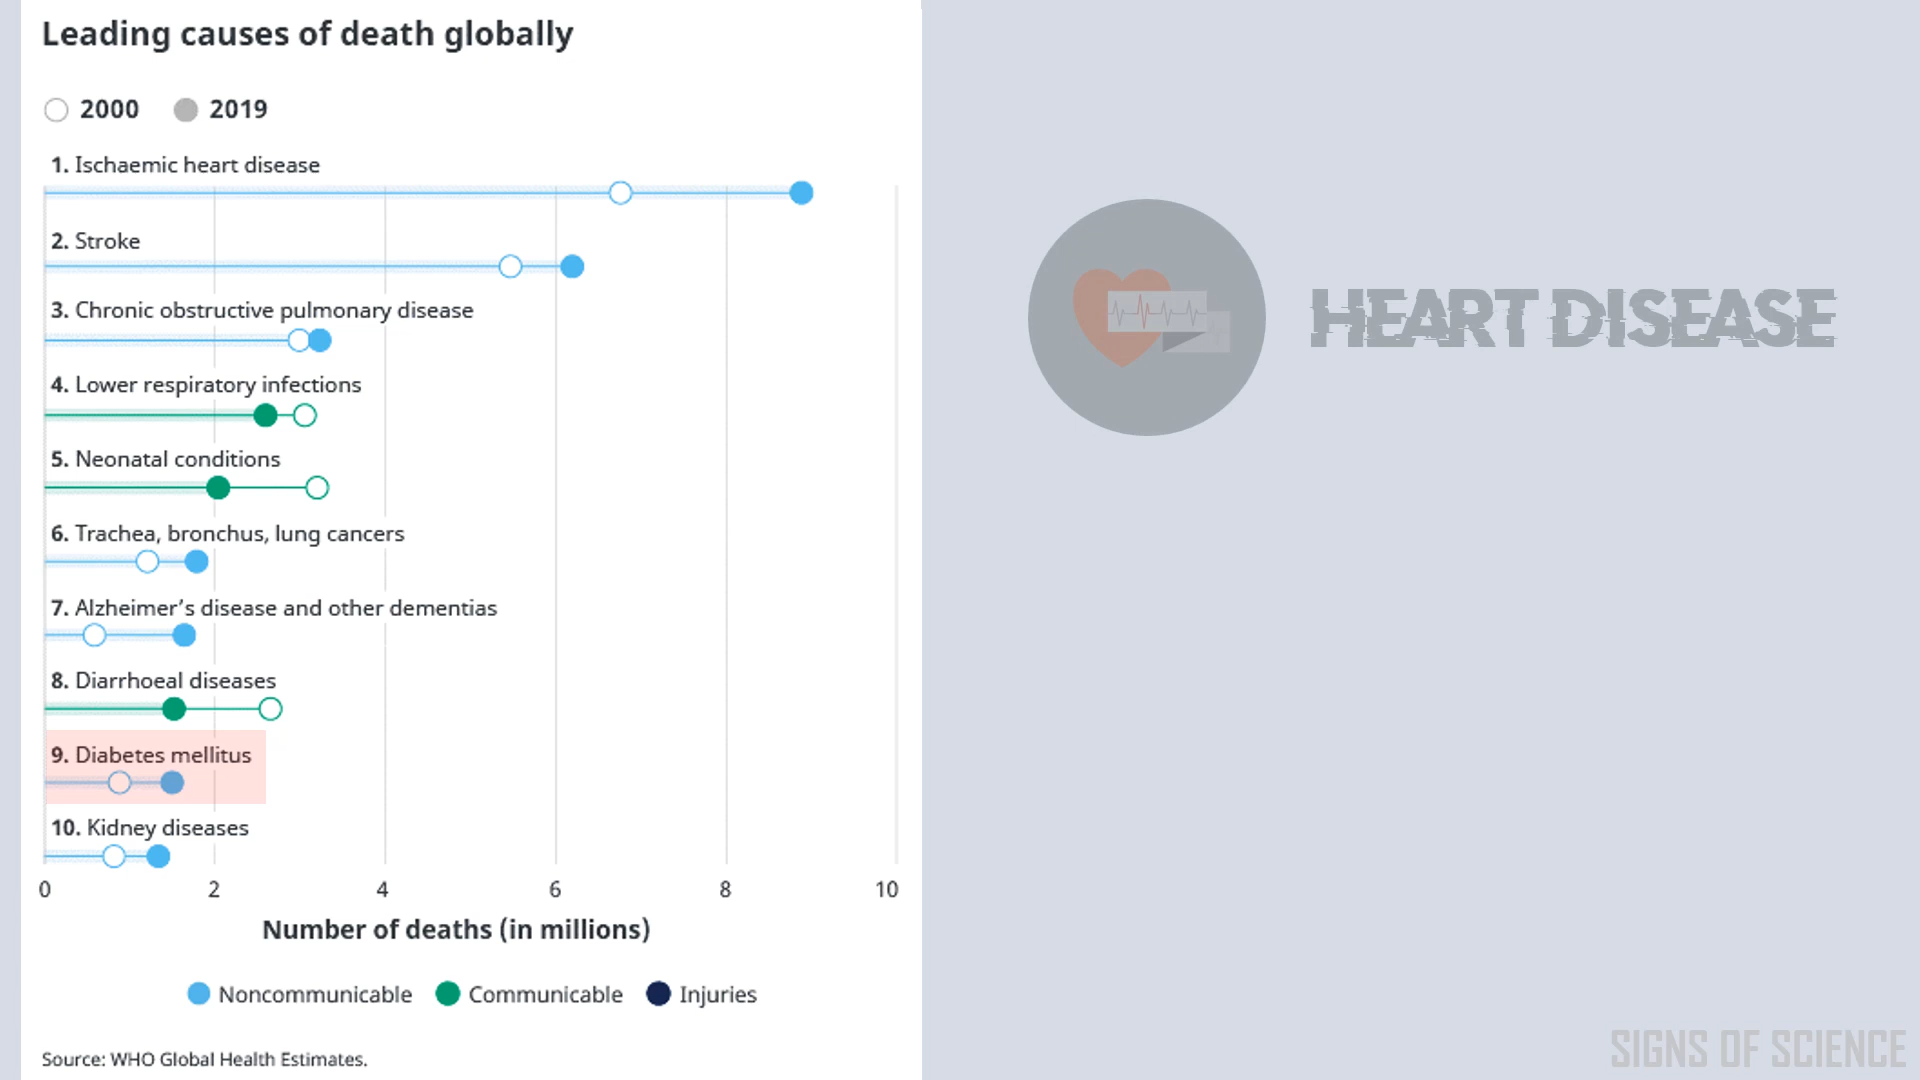 Leading causes of death globally
2000 2019
1. Ischaemic heart disease
2. Stroke
3. Chronic obstructive pulmonary disease
4. Lower respiratory infections
5. Neonatal conditions
6. Trachea, bronchus, lung cancers
7. Alzheimer’s disease and other dementias
8. Diarrhoeal diseases
9. Diabetes mellitus
10. Kidney diseases
0 2 4 6 8 10
Number of deaths (in millions)
Noncommunicable Communicable Injuries
Source: WHO Global Health Estimates.
HEART DISEASE
SIGNS OF SCIENCE